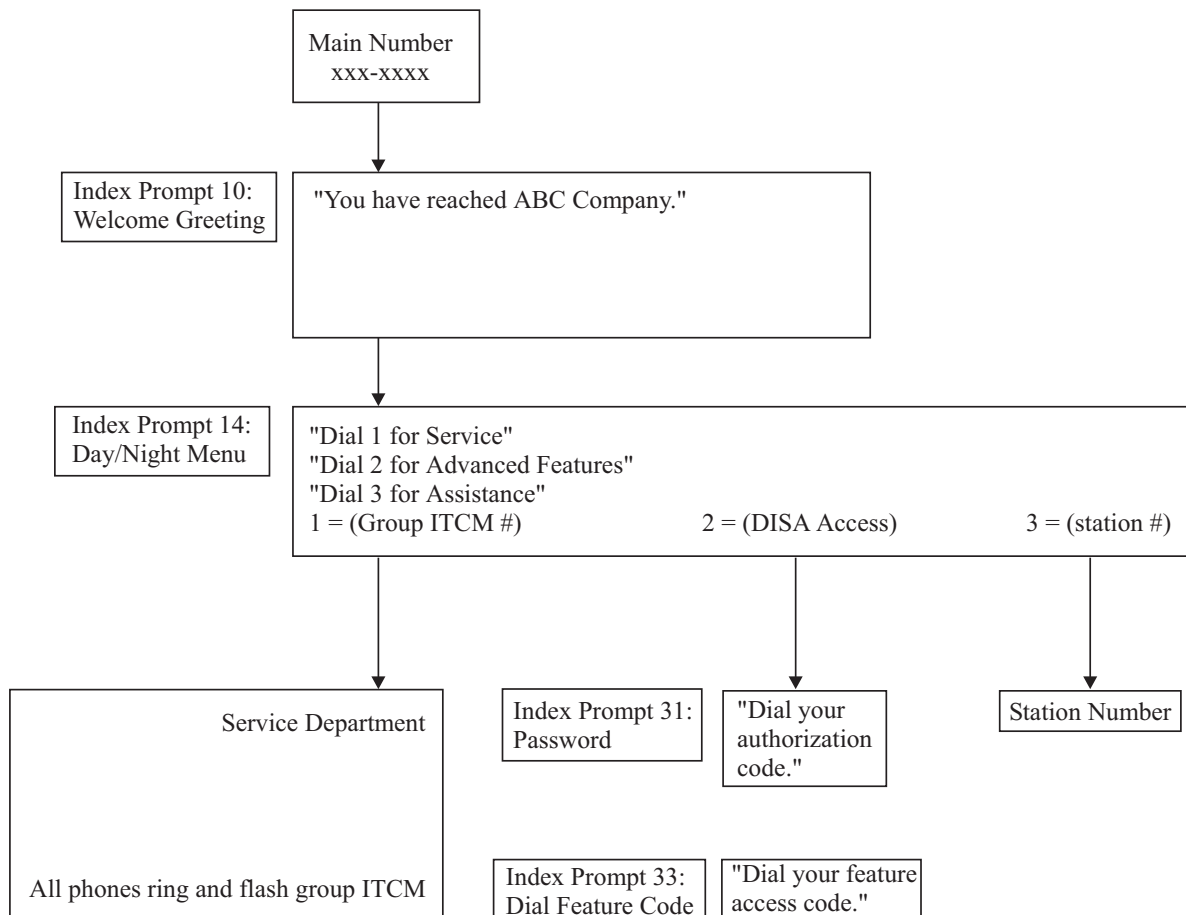 Main Number
xxx-xxxx
Index Prompt 10:
Welcome Greeting
"You have reached ABC Company."
Index Prompt 14:
Day/Night Menu
"Dial 1 for Service"
"Dial 2 for Advanced Features"
"Dial 3 for Assistance"
1 = (Group ITCM #) 2 = (DISA Access) 3 = (station #)
Service Department
All phones ring and flash group ITCM
Index Prompt 31:
Password
"Dial your
authorization
code."
Station Number
Index Prompt 33:
Dial Feature Code
"Dial your feature
access code."